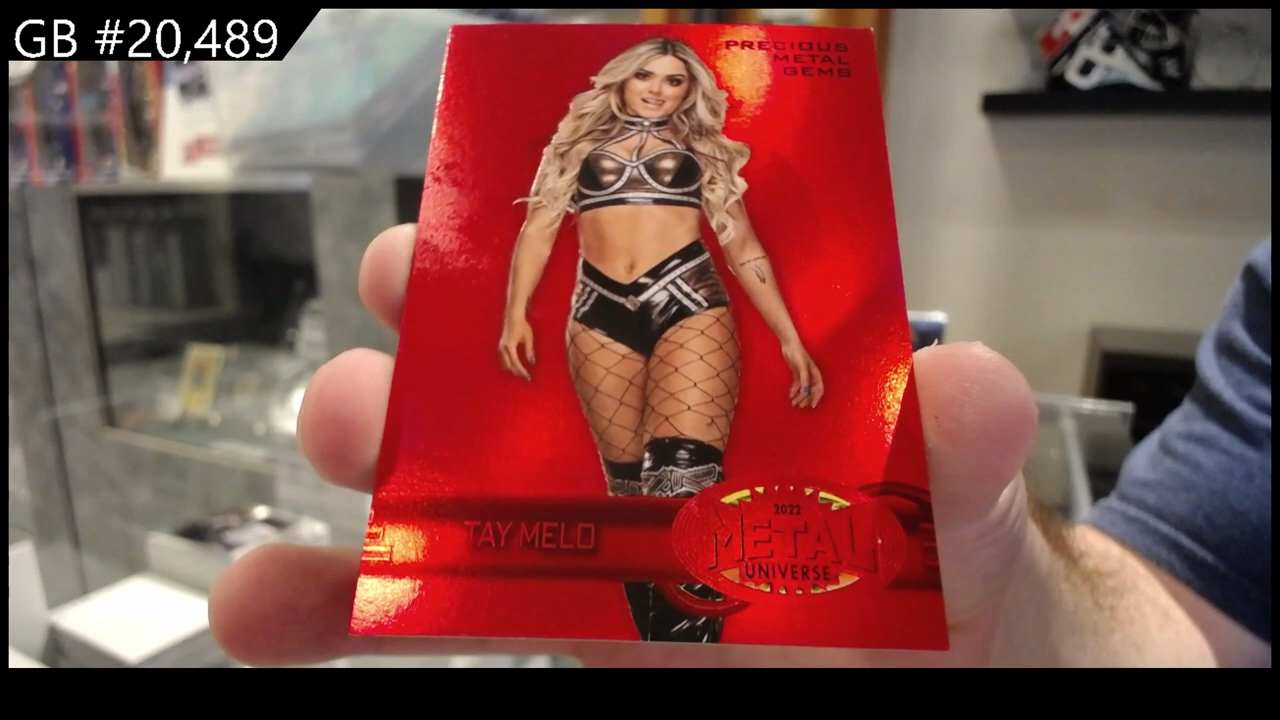 GB #20,489
PRECIOUS
METAL
GEMS
TAY MELO
2022
METAL
UNIVERSE